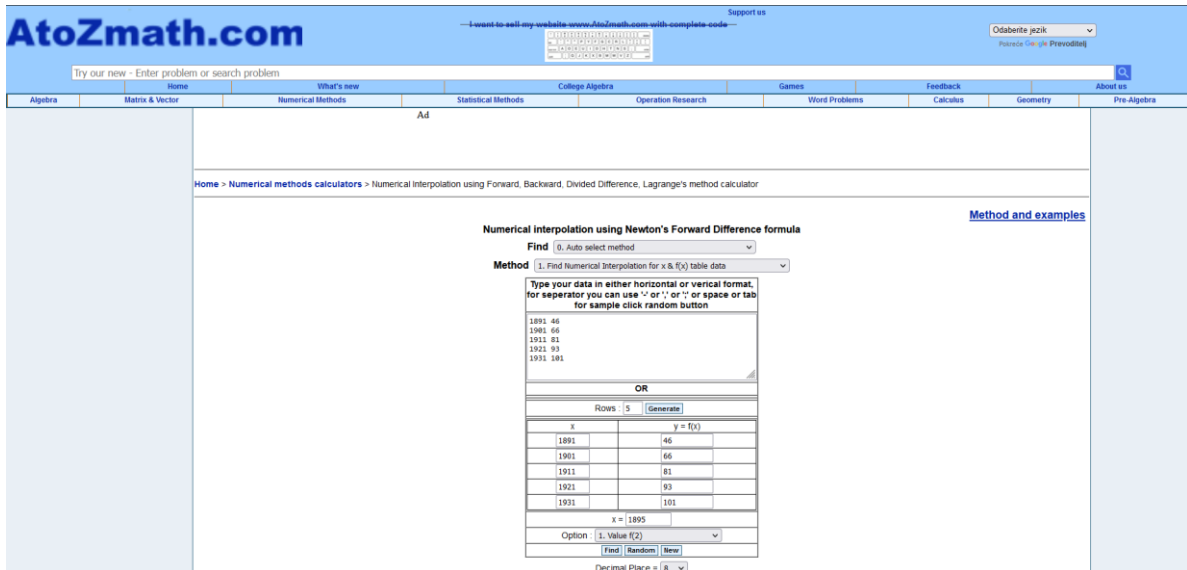 Support us
AtoZmath.com
I want to sell my website www.AtoZmath.com with complete code
Odaberite jezik
Pokreće Google Prevoditelj
Try our new - Enter problem or search problem
Home What's new College Algebra Games Feedback About us
Algebra Matrix & Vector Numerical Methods Statistical Methods Operation Research Word Problems Calculus Geometry Pre-Algebra
Ad
Home > Numerical methods calculators > Numerical Interpolation using Forward, Backward, Divided Difference, Lagrange's method calculator
Method and examples
Numerical interpolation using Newton's Forward Difference formula
Find 0. Auto select method
Method 1. Find Numerical Interpolation for x & f(x) table data
Type your data in either horizontal or verical format,
for seperator you can use '-' or ',' or ';' or space or tab
for sample click random button
1891 46
1901 66
1911 81
1921 93
1931 101
OR
Rows : 5 Generate
x y = f(x)
1891 46
1901 66
1911 81
1921 93
1931 101
x = 1895
Option : 1. Value f(2)
Find Random New
Decimal Place = 8